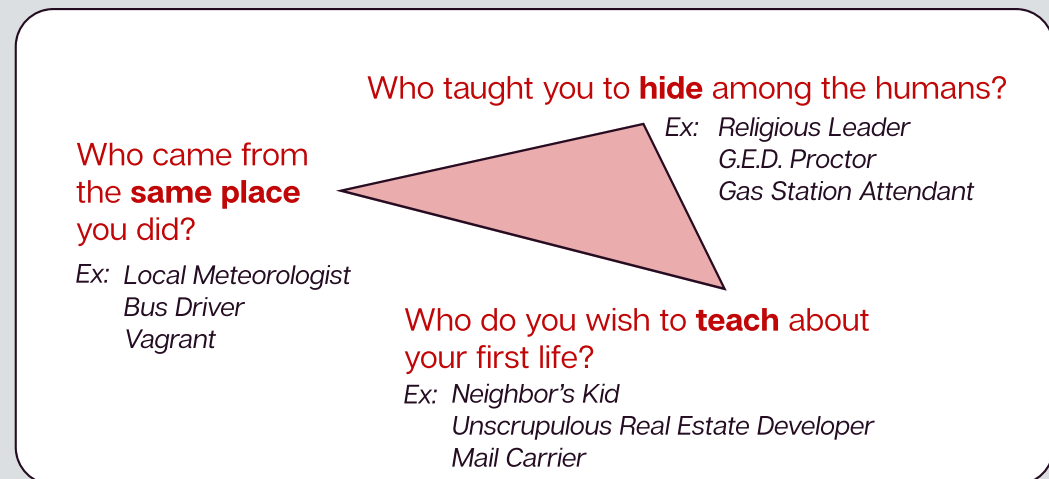 Who taught you to hide among the humans?
Ex: Religious Leader
G.E.D. Proctor
Gas Station Attendant
Who came from
the same place
you did?
Ex: Local Meteorologist
Bus Driver
Vagrant
Who do you wish to teach about
your first life?
Ex: Neighbor’s Kid
Unscrupulous Real Estate Developer
Mail Carrier